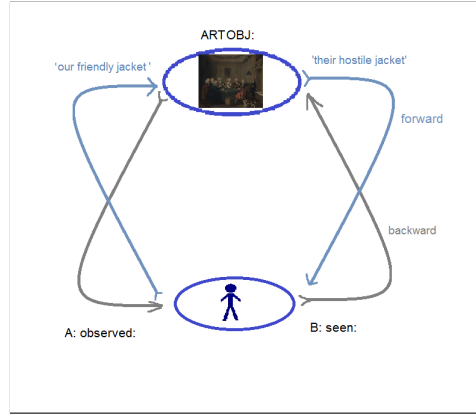 ARTOBJ:
'our friendly jacket '
'their hostile jacket'
forward
backward
A: observed:
B: seen: